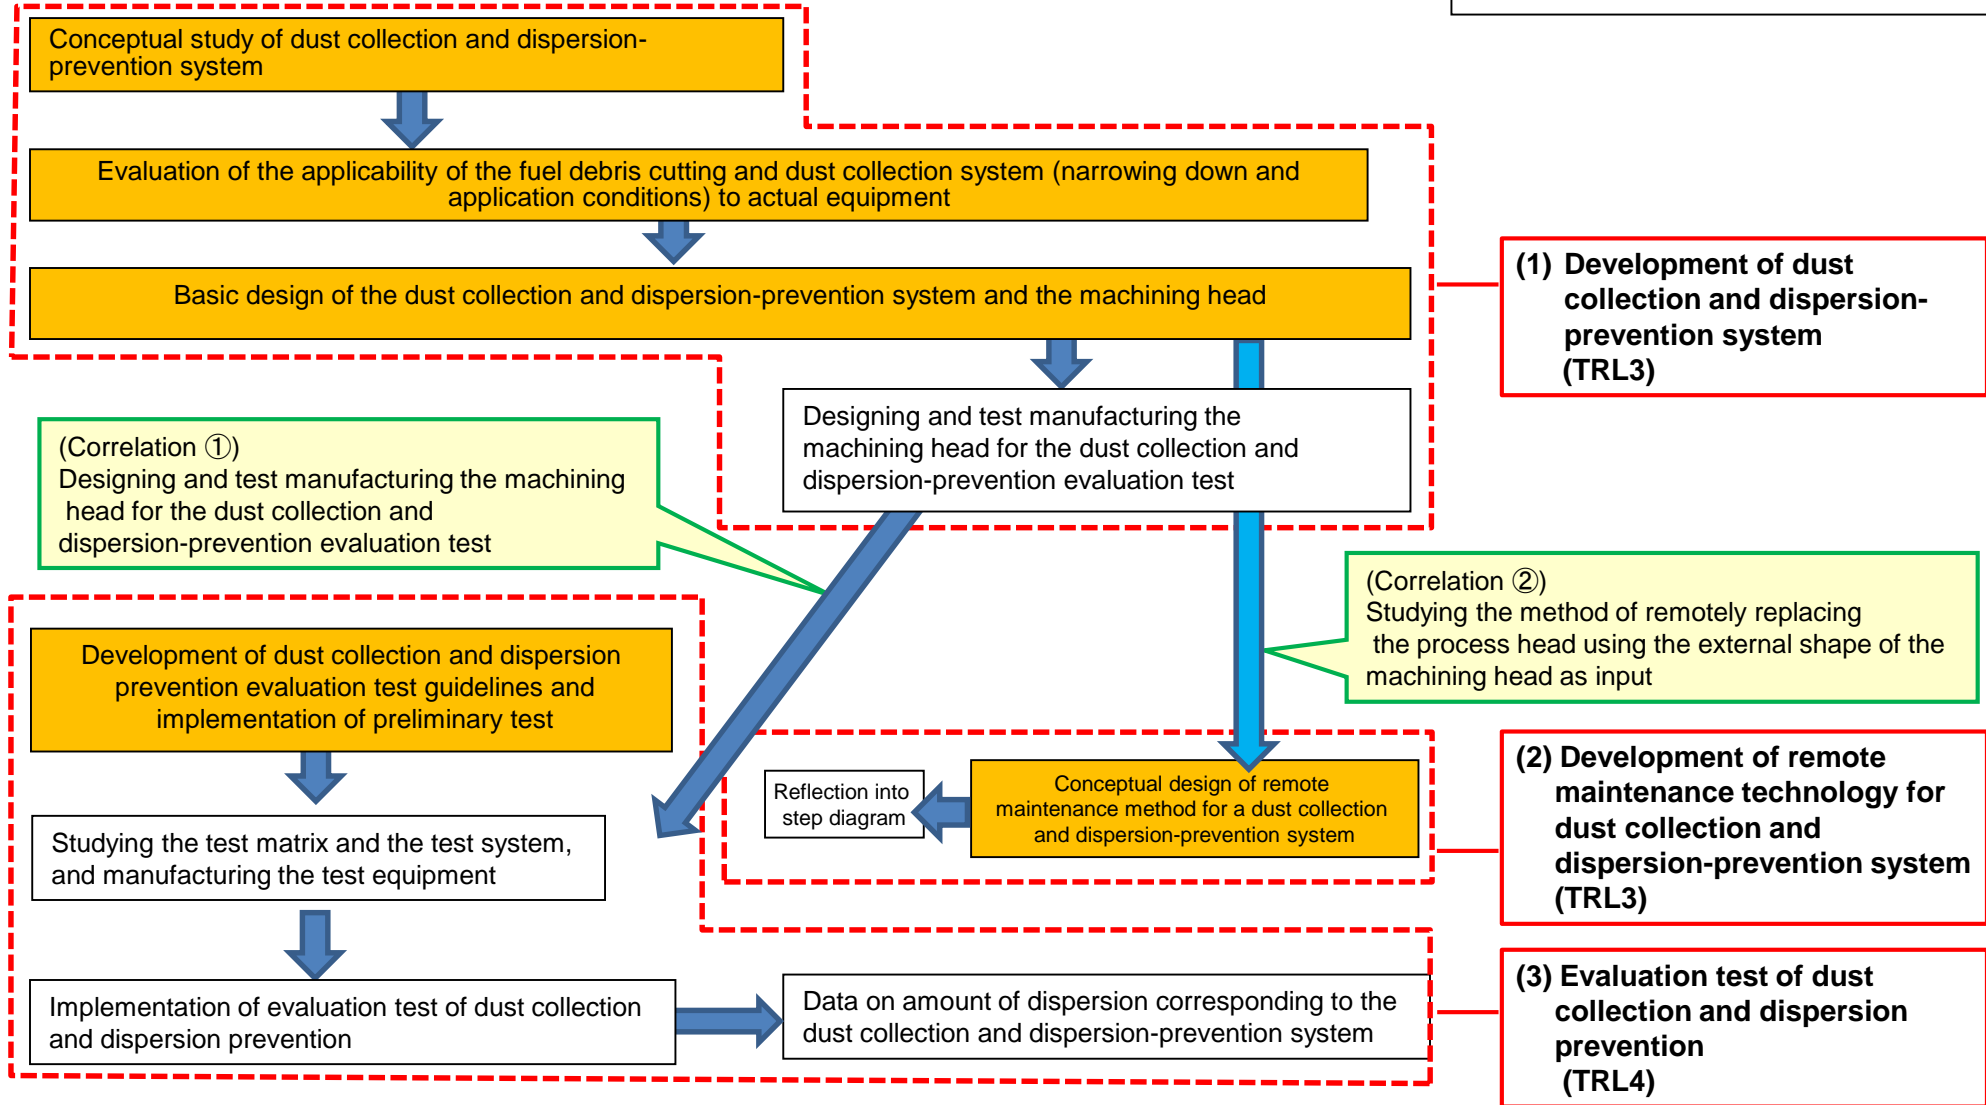 Conceptual study of dust collection and dispersion-
prevention system
Evaluation of the applicability of the fuel debris cutting and dust collection system (narrowing down and
application conditions) to actual equipment
Basic design of the dust collection and dispersion-prevention system and the machining head
(1) Development of dust
collection and dispersion-
prevention system
(TRL3)
Designing and test manufacturing the
machining head for the dust collection and
dispersion-prevention evaluation test
(Correlation ①)
Designing and test manufacturing the machining
head for the dust collection and
dispersion-prevention evaluation test
(Correlation ②)
Studying the method of remotely replacing
the process head using the external shape of the
machining head as input
Development of dust collection and dispersion
prevention evaluation test guidelines and
implementation of preliminary test
Reflection into
step diagram
Conceptual design of remote
maintenance method for a dust collection
and dispersion-prevention system
(2) Development of remote
maintenance technology for
dust collection and
dispersion-prevention system
(TRL3)
Studying the test matrix and the test system,
and manufacturing the test equipment
Implementation of evaluation test of dust collection
and dispersion prevention
Data on amount of dispersion corresponding to the
dust collection and dispersion-prevention system
(3) Evaluation test of dust
collection and dispersion
prevention
(TRL4)